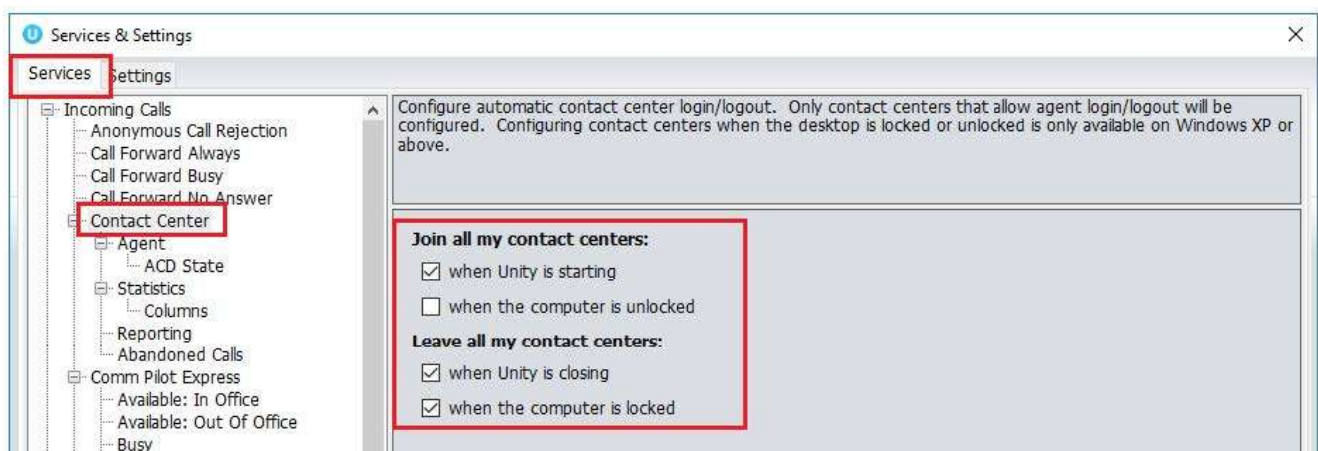 U Services & Settings
Services Settings
Incoming Calls
Anonymous Call Rejection
Call Forward Always
Call Forward Busy
Call Forward No Answer
Contact Center
Agent
ACD State
Statistics
Columns
Reporting
Abandoned Calls
Comm Pilot Express
Available: In Office
Available: Out Of Office
Busy
Configure automatic contact center login/logout. Only contact centers that allow agent login/logout will be
configured. Configuring contact centers when the desktop is locked or unlocked is only available on Windows XP or
above.
Join all my contact centers:
when Unity is starting
when the computer is unlocked
Leave all my contact centers:
when Unity is closing
when the computer is locked